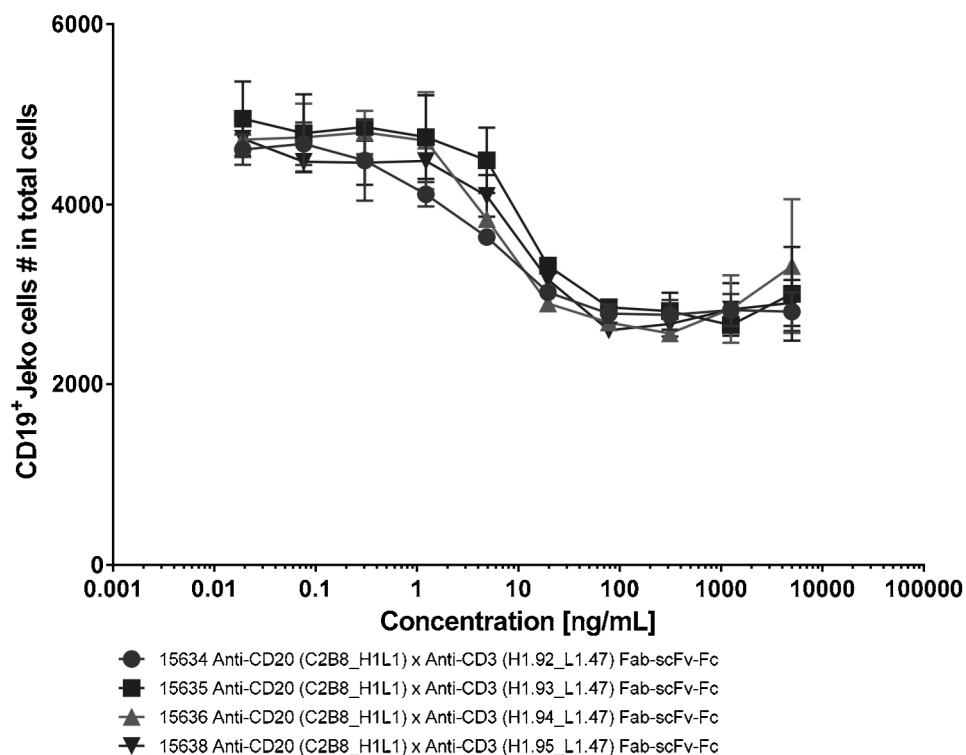 6000
4000
2000
0
CD19+ Jeko cells # in total cells
0.001 0.01 0.1 1 10 100 1000 10000 100000
Concentration [ng/mL]
15634 Anti-CD20 (C2B8_H1L1) x Anti-CD3 (H1.92_L1.47) Fab-scFv-Fc
15635 Anti-CD20 (C2B8_H1L1) x Anti-CD3 (H1.93_L1.47) Fab-scFv-Fc
15636 Anti-CD20 (C2B8_H1L1) x Anti-CD3 (H1.94_L1.47) Fab-scFv-Fc
15638 Anti-CD20 (C2B8_H1L1) x Anti-CD3 (H1.95_L1.47) Fab-scFv-Fc